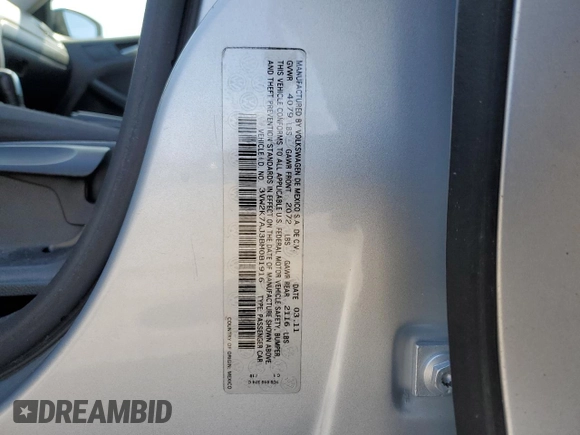 MANUFACTURED BY VOLKSWAGEN DE MEXICO S.A. DE C.V. DATE 03.11
GVWR 4079 LBS GAWR FRONT 2072 LBS GAWR REAR 2116 LBS
THIS VEHICLE CONFORMS TO ALL APPLICABLE U.S. FEDERAL MOTOR VEHICLE SAFETY, BUMPER,
AND THEFT PREVENTION STANDARDS IN EFFECT ON THE DATE OF MANUFACTURE SHOWN ABOVE
VEHICLE I.D. NO. 3VW2K7AJ3BM081916 TYPE: PASSENGER CAR
COUNTRY OF ORIGIN: MEXICO
DREAMBID